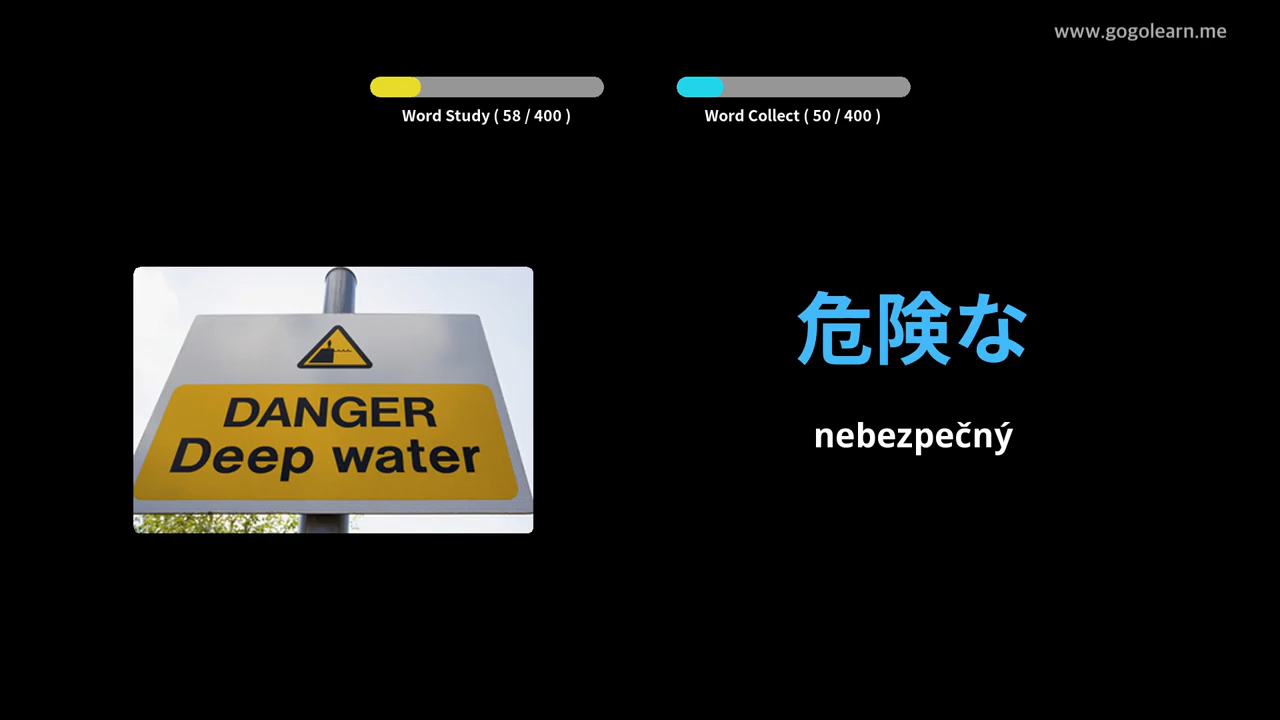 www.gogolearn.me
Word Study ( 58 / 400 )
Word Collect ( 50 / 400 )
DANGER
Deep water
危険な
nebezpečný